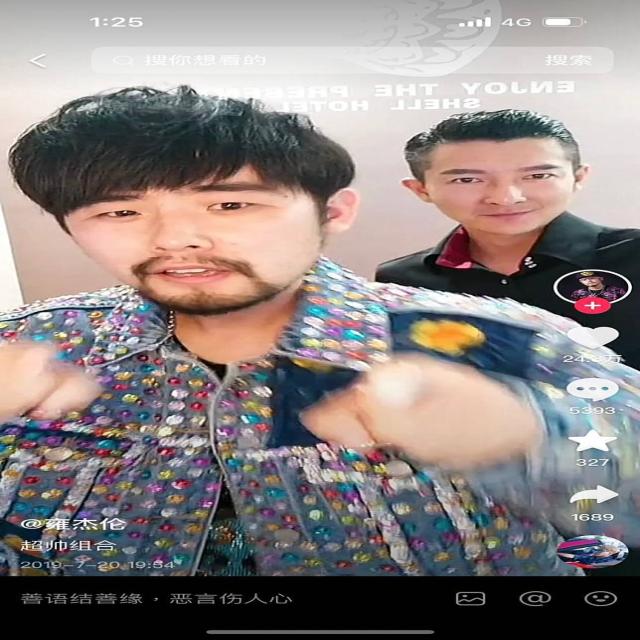 1:25
4G
搜你想看的
搜索
ENJOY THE PRESEN
SHELL HOTEL
5393
327
1689
@雍杰伦
超帅组合
2019-7-20 19:54
善语结善缘，恶言伤人心